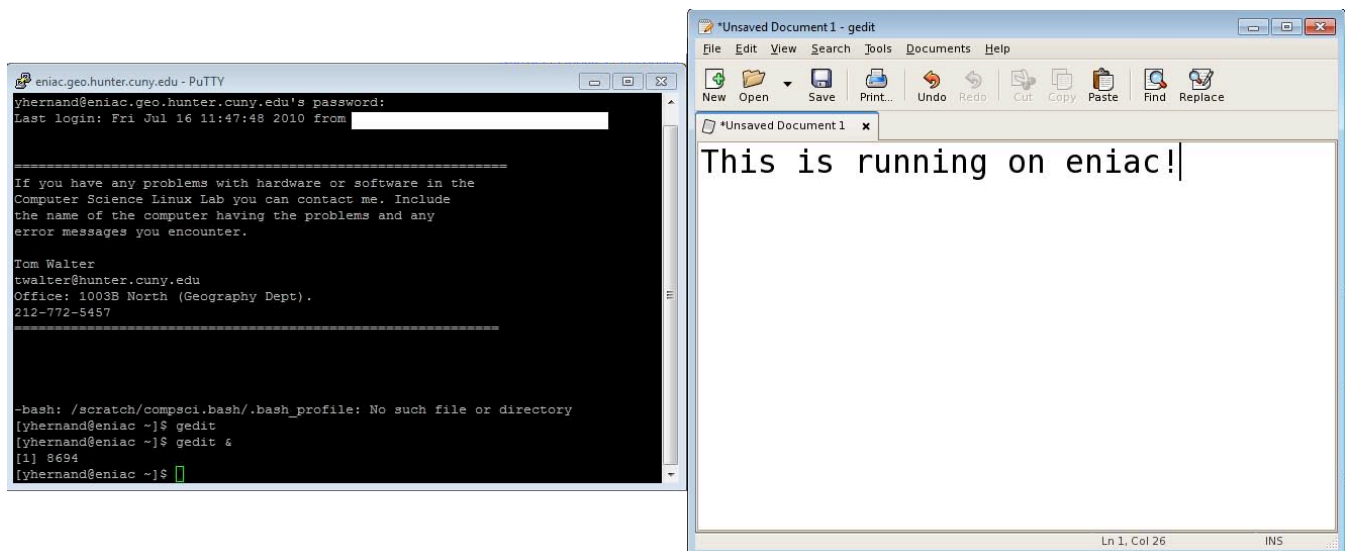 eniac.geo.hunter.cuny.edu - PuTTY
yhernand@eniac.geo.hunter.cuny.edu's password:
Last login: Fri Jul 16 11:47:48 2010 from
===============================================================
If you have any problems with hardware or software in the
Computer Science Linux Lab you can contact me. Include
the name of the computer having the problems and any
error messages you encounter.
Tom Walter
twalter@hunter.cuny.edu
Office: 1003B North (Geography Dept).
212-772-5457
==============================================================
-bash: /scratch/compsci.bash/.bash_profile: No such file or directory
[yhernand@eniac ~]$ gedit
[yhernand@eniac ~]$ gedit &
[1] 8694
[yhernand@eniac ~]$
*Unsaved Document 1 - gedit
File Edit View Search Tools Documents Help
New Open Save Print... Undo Redo Cut Copy Paste Find Replace
*Unsaved Document 1
This is running on eniac!
Ln 1, Col 26 INS